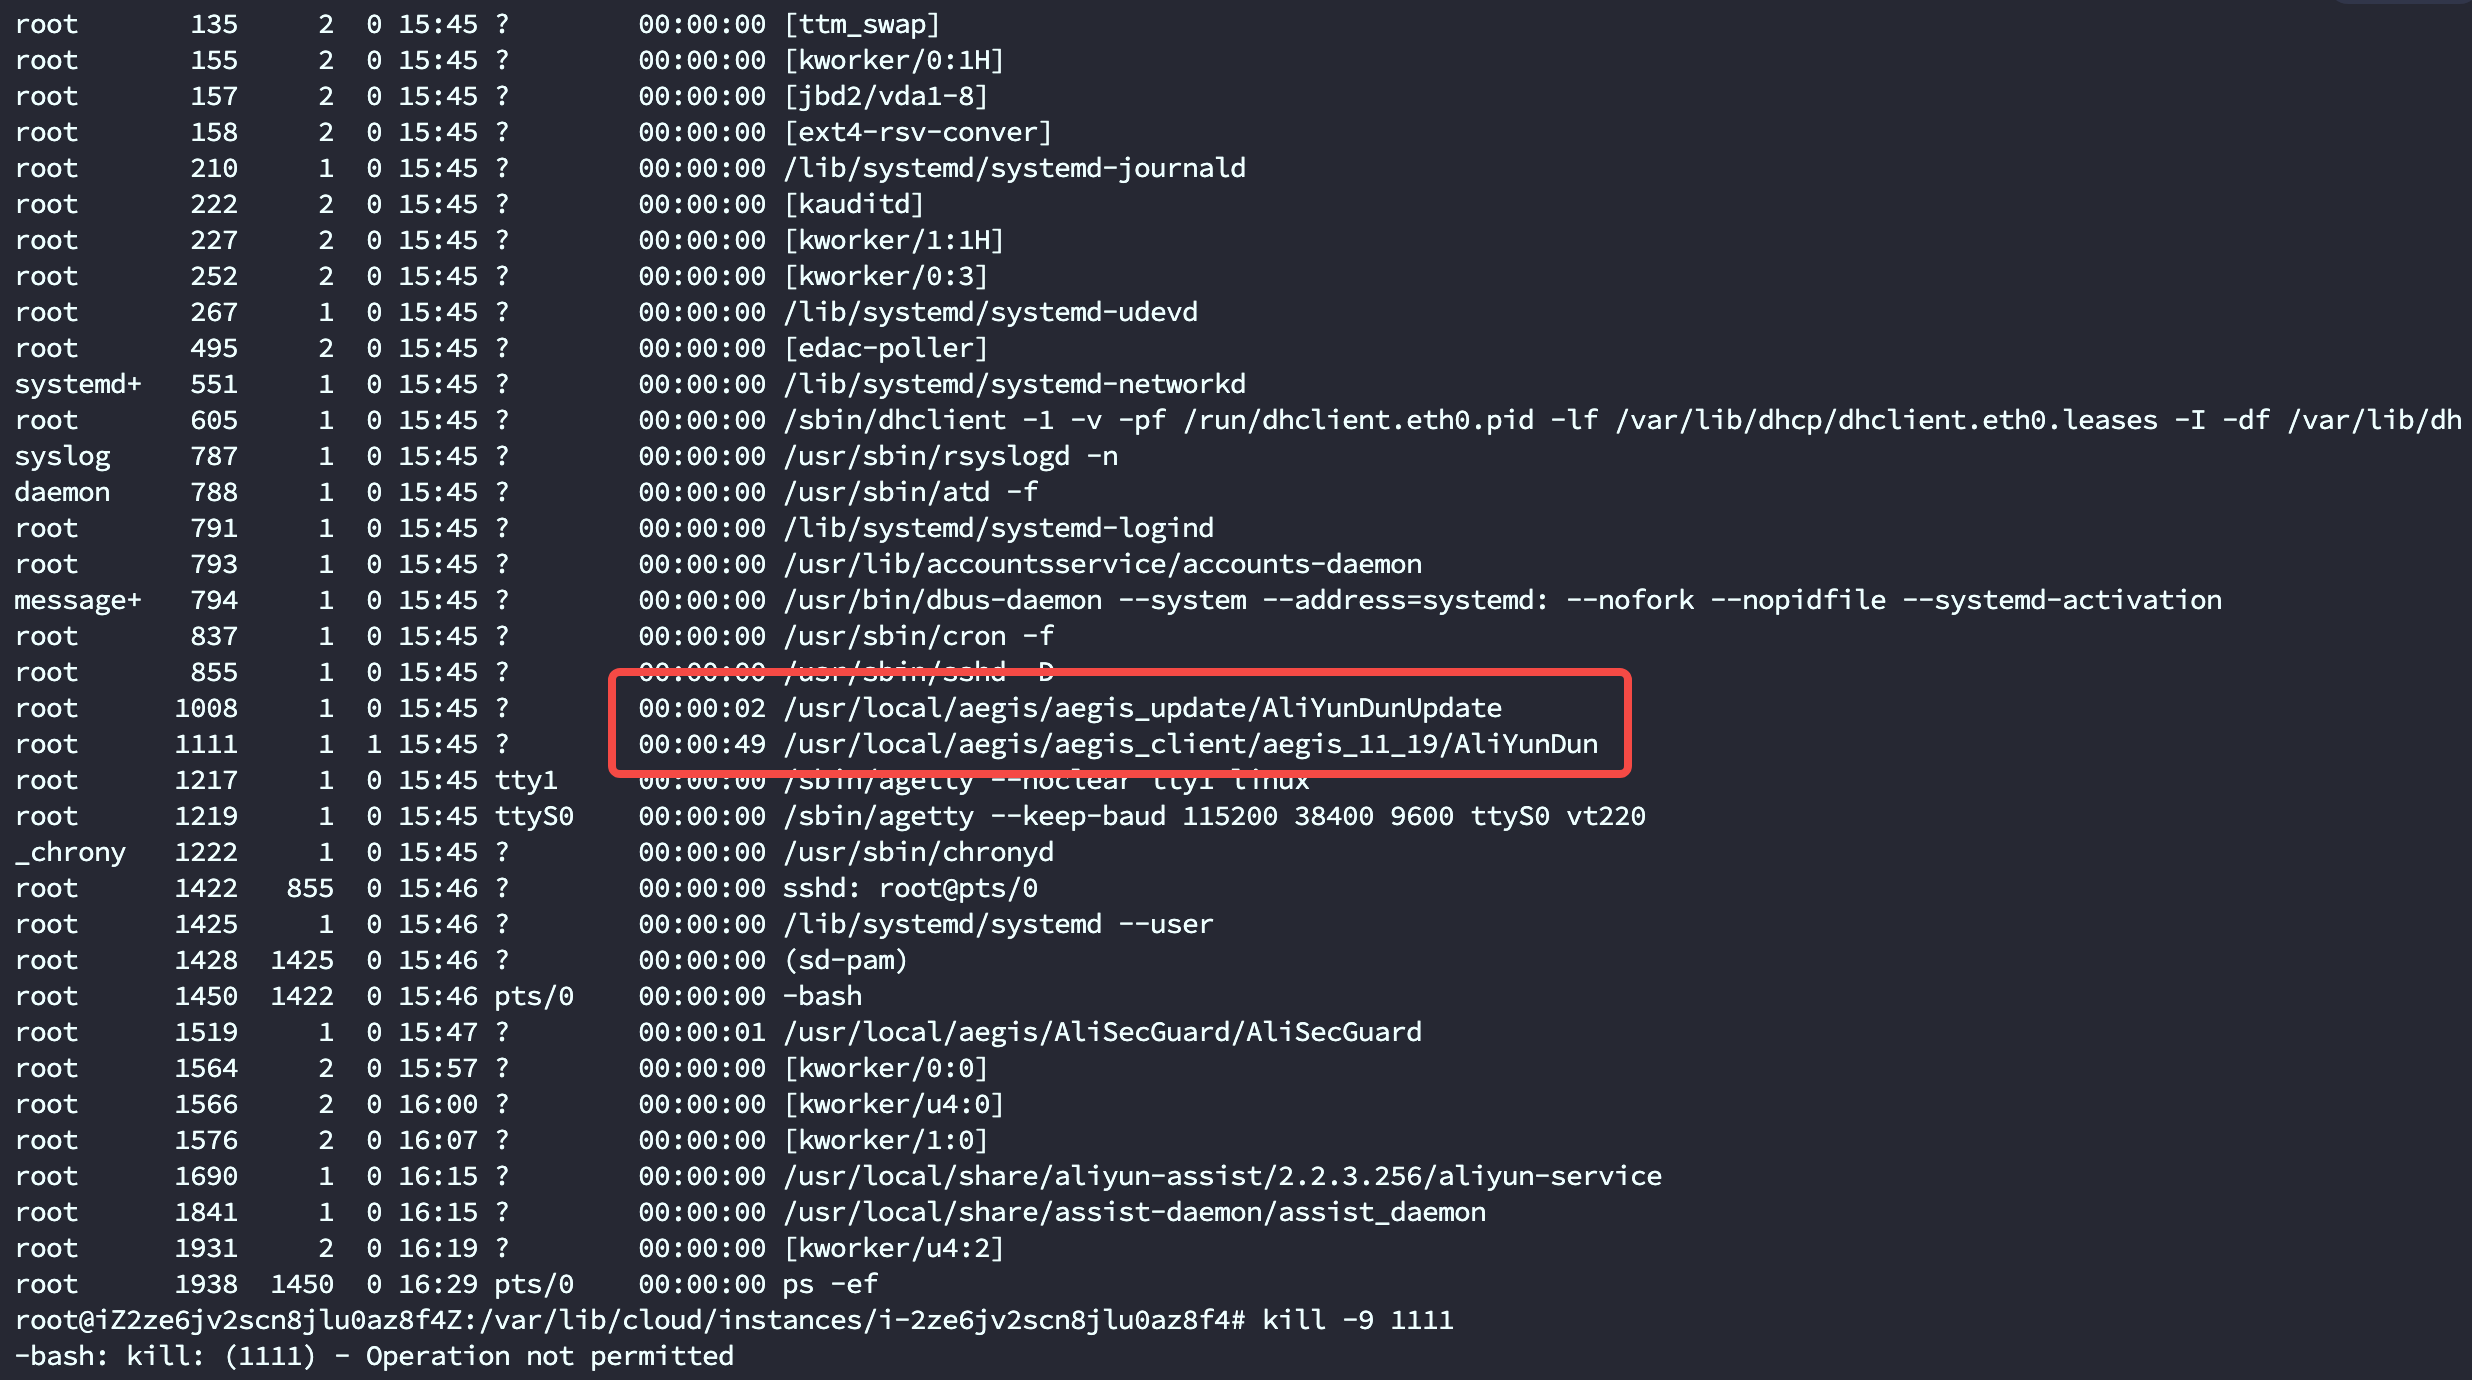 root       135     2  0 15:45 ?        00:00:00 [ttm_swap]
root       155     2  0 15:45 ?        00:00:00 [kworker/0:1H]
root       157     2  0 15:45 ?        00:00:00 [jbd2/vda1-8]
root       158     2  0 15:45 ?        00:00:00 [ext4-rsv-conver]
root       210     1  0 15:45 ?        00:00:00 /lib/systemd/systemd-journald
root       222     2  0 15:45 ?        00:00:00 [kauditd]
root       227     2  0 15:45 ?        00:00:00 [kworker/1:1H]
root       252     2  0 15:45 ?        00:00:00 [kworker/0:3]
root       267     1  0 15:45 ?        00:00:00 /lib/systemd/systemd-udevd
root       495     2  0 15:45 ?        00:00:00 [edac-poller]
systemd+   551     1  0 15:45 ?        00:00:00 /lib/systemd/systemd-networkd
root       605     1  0 15:45 ?        00:00:00 /sbin/dhclient -1 -v -pf /run/dhclient.eth0.pid -lf /var/lib/dhcp/dhclient.eth0.leases -I -df /var/lib/dh
syslog     787     1  0 15:45 ?        00:00:00 /usr/sbin/rsyslogd -n
daemon     788     1  0 15:45 ?        00:00:00 /usr/sbin/atd -f
root       791     1  0 15:45 ?        00:00:00 /lib/systemd/systemd-logind
root       793     1  0 15:45 ?        00:00:00 /usr/lib/accountsservice/accounts-daemon
message+   794     1  0 15:45 ?        00:00:00 /usr/bin/dbus-daemon --system --address=systemd: --nofork --nopidfile --systemd-activation
root       837     1  0 15:45 ?        00:00:00 /usr/sbin/cron -f
root       855     1  0 15:45 ?        00:00:00 /usr/sbin/sshd -D
root      1008     1  0 15:45 ?        00:00:02 /usr/local/aegis/aegis_update/AliYunDunUpdate
root      1111     1  1 15:45 ?        00:00:49 /usr/local/aegis/aegis_client/aegis_11_19/AliYunDun
root      1217     1  0 15:45 tty1     00:00:00 /sbin/agetty --noclear tty1 linux
root      1219     1  0 15:45 ttyS0    00:00:00 /sbin/agetty --keep-baud 115200 38400 9600 ttyS0 vt220
_chrony   1222     1  0 15:45 ?        00:00:00 /usr/sbin/chronyd
root      1422   855  0 15:46 ?        00:00:00 sshd: root@pts/0
root      1425     1  0 15:46 ?        00:00:00 /lib/systemd/systemd --user
root      1428  1425  0 15:46 ?        00:00:00 (sd-pam)
root      1450  1422  0 15:46 pts/0    00:00:00 -bash
root      1519     1  0 15:47 ?        00:00:01 /usr/local/aegis/AliSecGuard/AliSecGuard
root      1564     2  0 15:57 ?        00:00:00 [kworker/0:0]
root      1566     2  0 16:00 ?        00:00:00 [kworker/u4:0]
root      1576     2  0 16:07 ?        00:00:00 [kworker/1:0]
root      1690     1  0 16:15 ?        00:00:00 /usr/local/share/aliyun-assist/2.2.3.256/aliyun-service
root      1841     1  0 16:15 ?        00:00:00 /usr/local/share/assist-daemon/assist_daemon
root      1931     2  0 16:19 ?        00:00:00 [kworker/u4:2]
root      1938  1450  0 16:29 pts/0    00:00:00 ps -ef
root@iZ2ze6jv2scn8jlu0az8f4Z:/var/lib/cloud/instances/i-2ze6jv2scn8jlu0az8f4# kill -9 1111
-bash: kill: (1111) - Operation not permitted